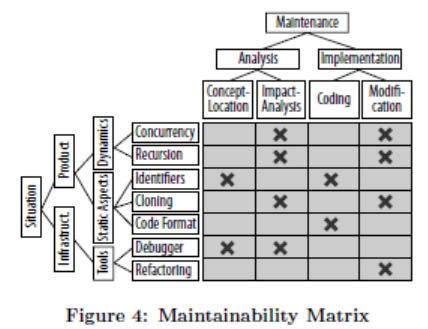 Maintenance
Analysis
Implementation
Concept-
Location
Impact-
Analysis
Coding
Modifi-
cation
Situation
Product
Infrastruct.
Dynamics
Static Aspects
Tools
Concurrency
Recursion
Identifiers
Cloning
Code Format
Debugger
Refactoring
Figure 4: Maintainability Matrix